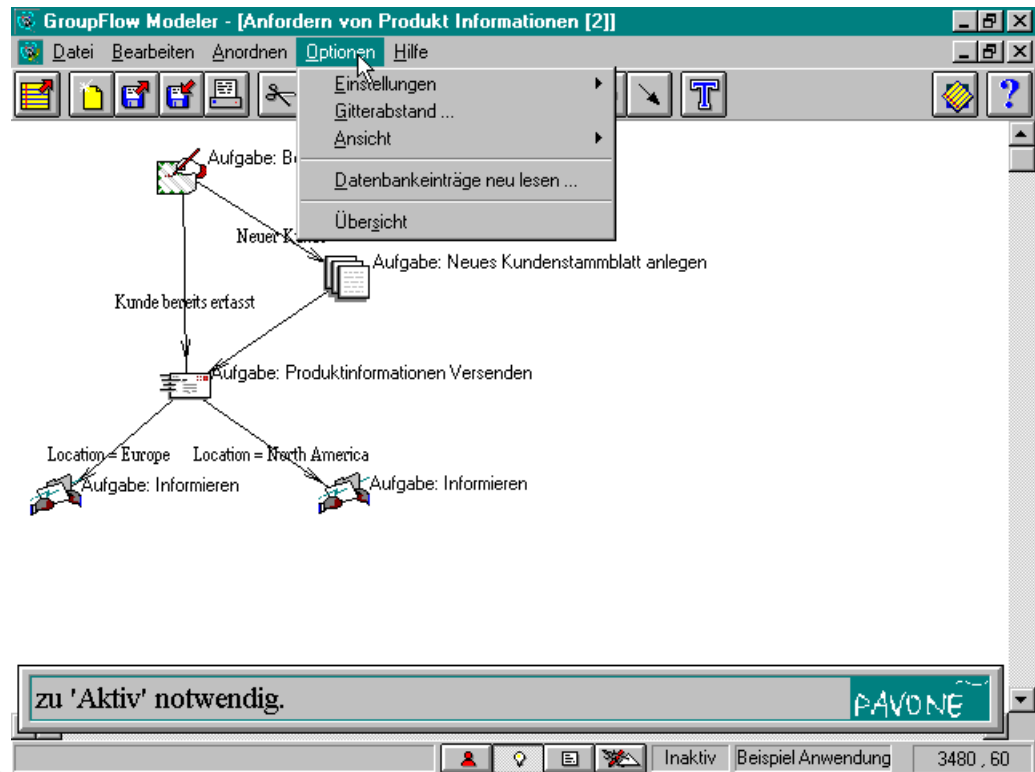 GroupFlow Modeler - [Anfordern von Produkt Informationen [2]]
Datei Bearbeiten Anordnen Optionen Hilfe
Einstellungen
Gitterabstand ...
Ansicht
Datenbankeinträge neu lesen ...
Übersicht
Aufgabe:
Neuer
Aufgabe: Neues Kundenstammblatt anlegen
Kunde bereits erfasst
Aufgabe: Produktinformationen Versenden
Location = Europe Location = North America
Aufgabe: Informieren Aufgabe: Informieren
zu 'Aktiv' notwendig.
PAVONE
Inaktiv Beispiel Anwendung 3480 , 60